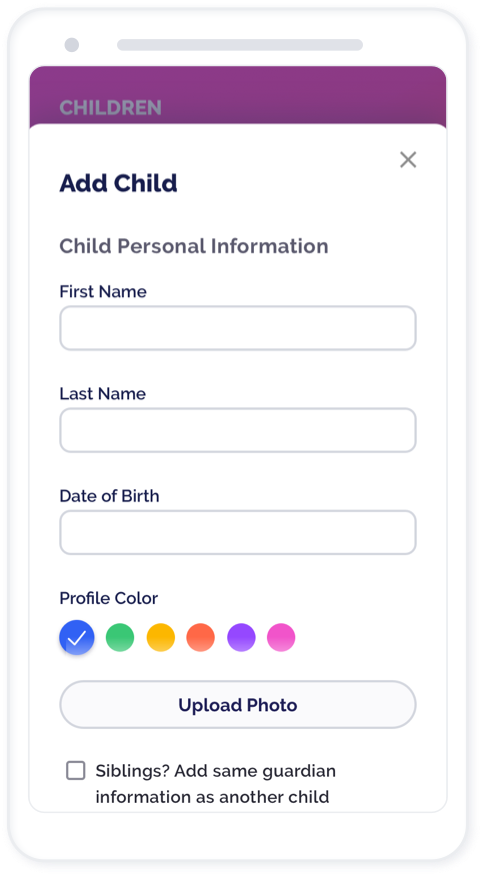 CHILDREN
Add Child
Child Personal Information
First Name
Last Name
Date of Birth
Profile Color
Upload Photo
Siblings? Add same guardian
information as another child